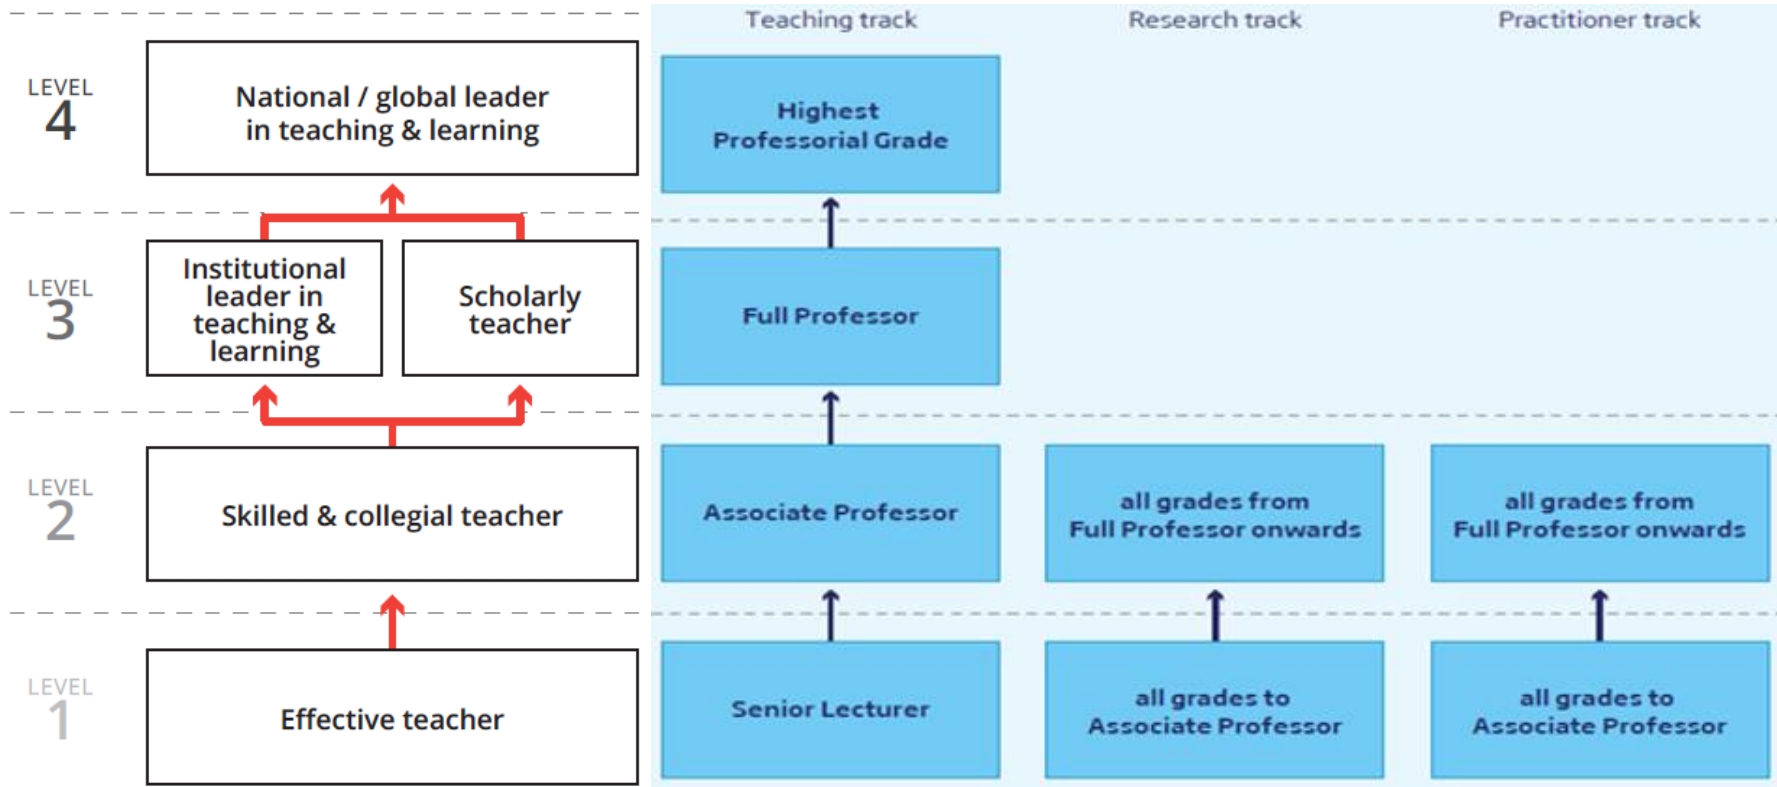 Teaching track
Research track
Practitioner track
LEVEL
4
National / global leader
in teaching & learning
Highest
Professorial Grade
LEVEL
3
Institutional
leader in
teaching &
learning
Scholarly
teacher
Full Professor
LEVEL
2
Skilled & collegial teacher
Associate Professor
all grades from
Full Professor onwards
all grades from
Full Professor onwards
LEVEL
1
Effective teacher
Senior Lecturer
all grades to
Associate Professor
all grades to
Associate Professor